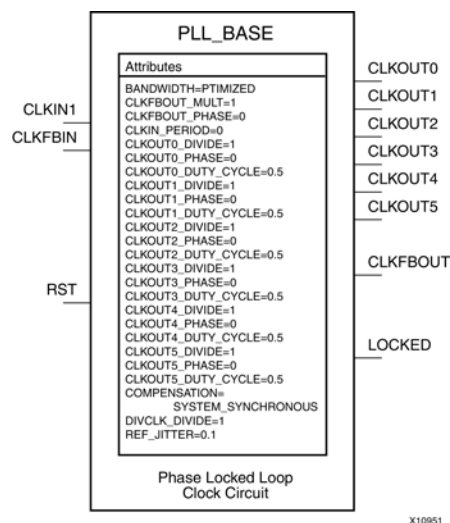 PLL_BASE
Attributes
BANDWIDTH=PTIMIZED
CLKFBOUT_MULT=1
CLKFBOUT_PHASE=0
CLKIN_PERIOD=0
CLKOUT0_DIVIDE=1
CLKOUT0_PHASE=0
CLKOUT0_DUTY_CYCLE=0.5
CLKOUT1_DIVIDE=1
CLKOUT1_PHASE=0
CLKOUT1_DUTY_CYCLE=0.5
CLKOUT2_DIVIDE=1
CLKOUT2_PHASE=0
CLKOUT2_DUTY_CYCLE=0.5
CLKOUT3_DIVIDE=1
CLKOUT3_PHASE=0
CLKOUT3_DUTY_CYCLE=0.5
CLKOUT4_DIVIDE=1
CLKOUT4_PHASE=0
CLKOUT4_DUTY_CYCLE=0.5
CLKOUT5_DIVIDE=1
CLKOUT5_PHASE=0
CLKOUT5_DUTY_CYCLE=0.5
COMPENSATION=
SYSTEM_SYNCHRONOUS
DIVCLK_DIVIDE=1
REF_JITTER=0.1
CLKIN1
CLKFBIN
RST
CLKOUT0
CLKOUT1
CLKOUT2
CLKOUT3
CLKOUT4
CLKOUT5
CLKFBOUT
LOCKED
Phase Locked Loop
Clock Circuit
X10951